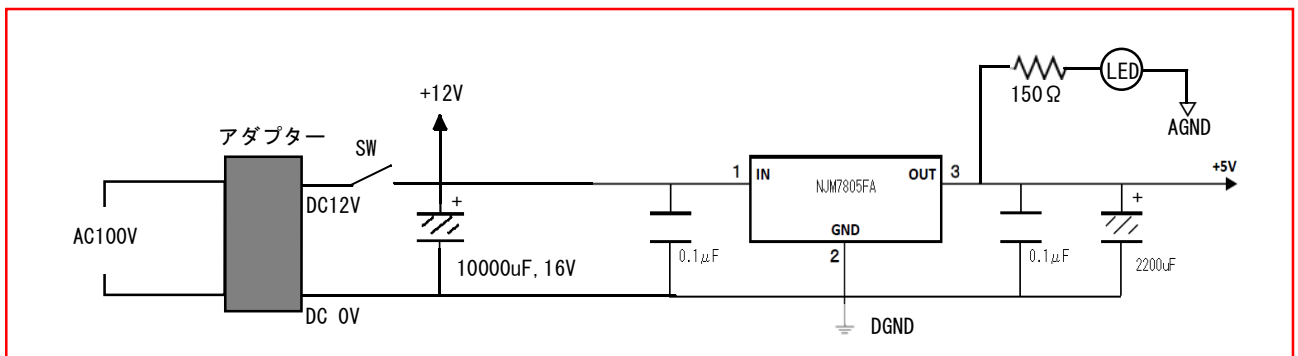 LED
150Ω
+12V
AGND
アダプター
SW
1
IN
OUT
3
+5V
NJM7805FA
DC12V
+
+
AC100V
GND
2
10000uF, 16V
0.1μF
0.1μF
2200uF
DC 0V
DGND